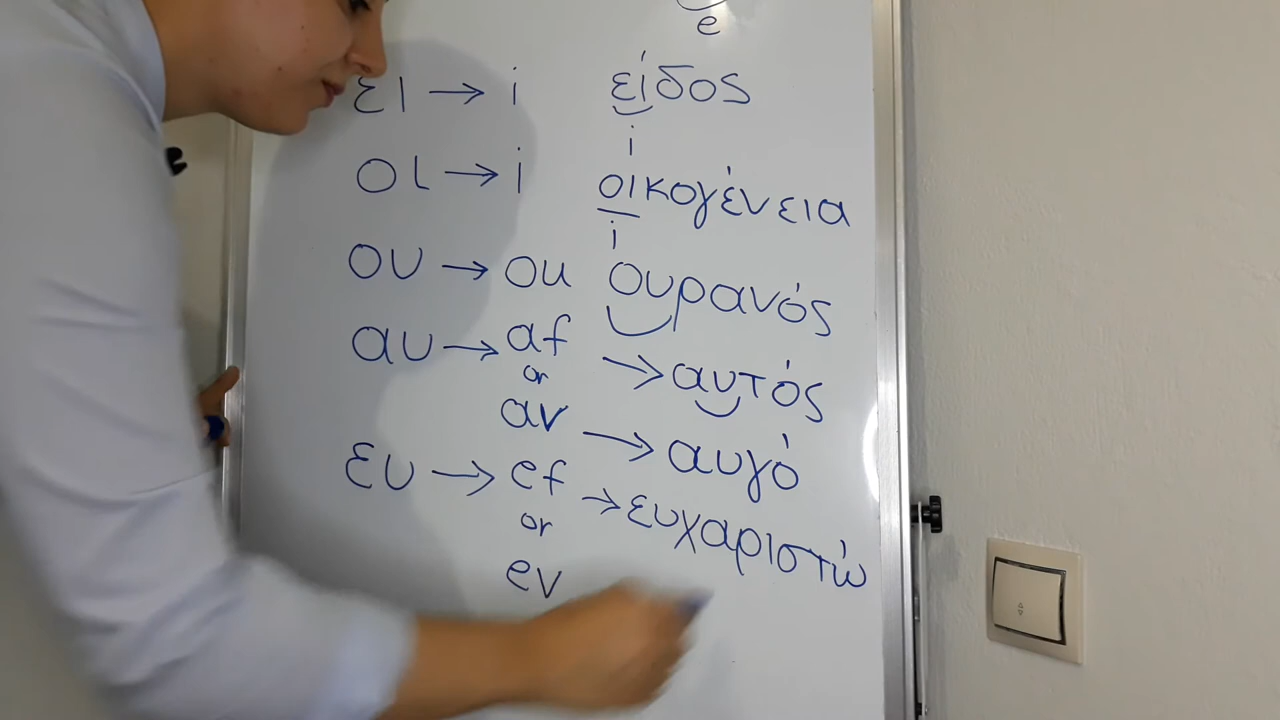 e
ει → i είδος
i
οι → i οικογένεια
i
ου → ou ουρανός
αυ → af → αυτός
or
av → αυγό
ευ → ef → ευχαριστώ
or
ev